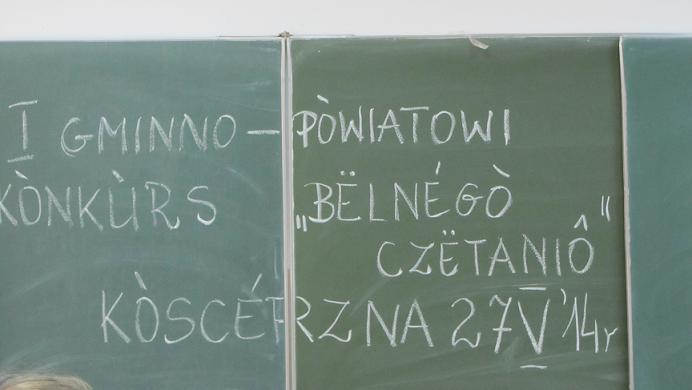 I GMINNO-PÒWIATOWI
KÒNKÙRS „BËLNÉGÒ
CZËTANIÔ"
KÒSCÉRZNA 27 V '14r